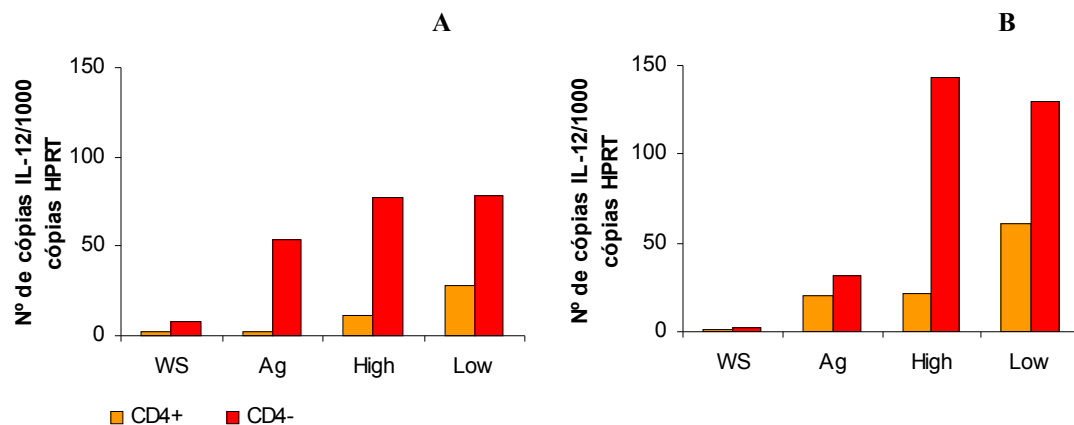 A
Nº de cópias IL-12/1000
cópias HPRT
150
100
50
0
WS Ag High Low
CD4+ CD4-
B
Nº de cópias IL-12/1000
cópias HPRT
150
100
50
0
WS Ag High Low